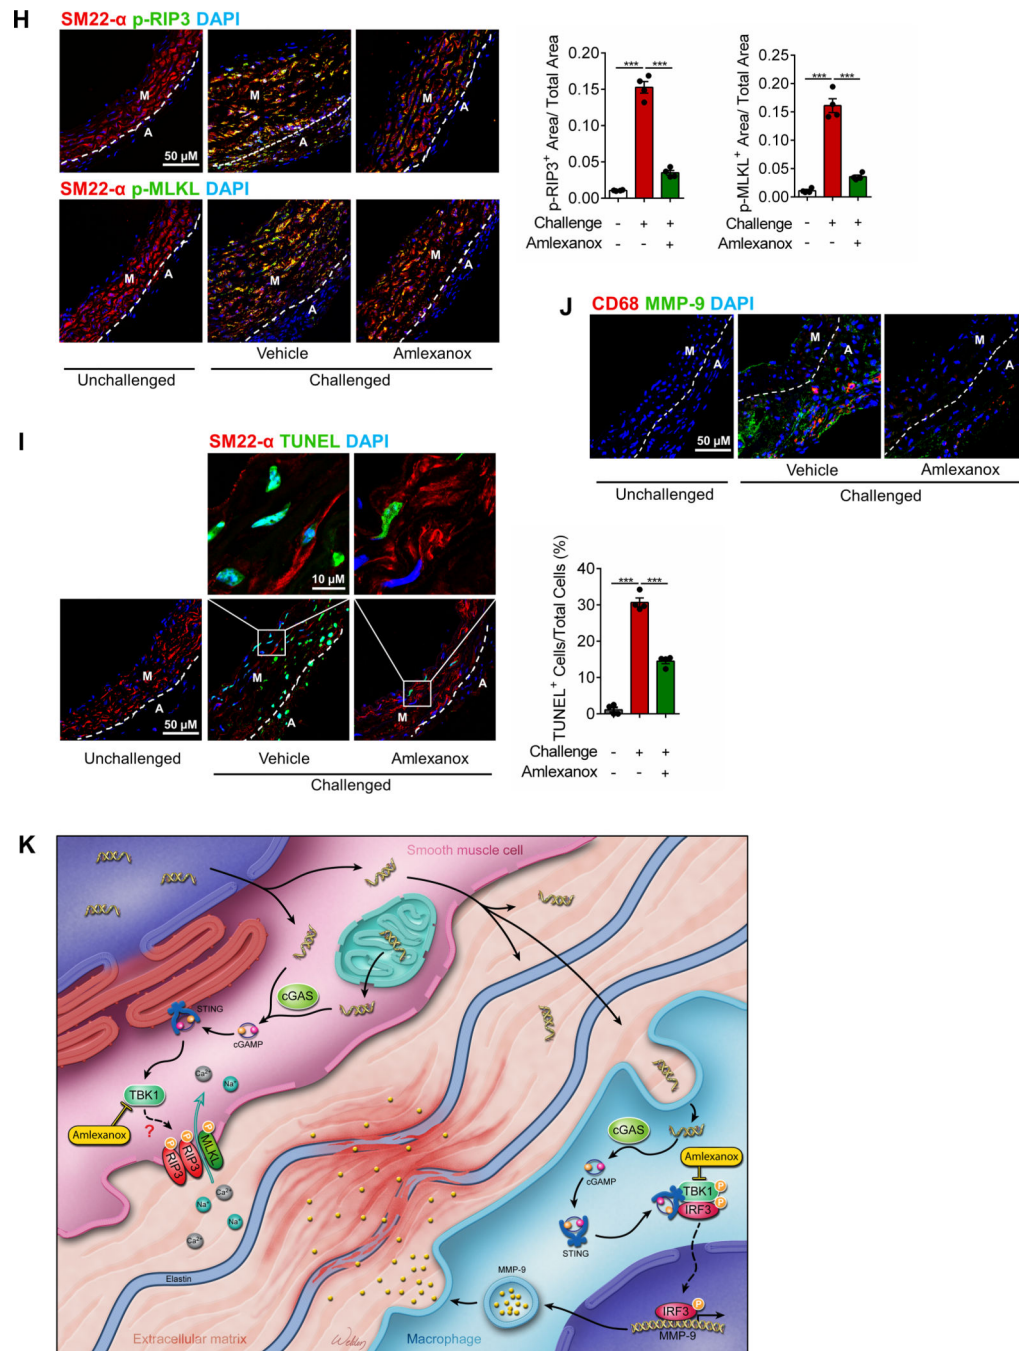 H
SM22-α p-RIP3 DAPI
M
A
50 μM
M
A
M
A
SM22-α p-MLKL DAPI
M
A
M
A
M
A
Vehicle
Amlexanox
Unchallenged
Challenged
p-RIP3+ Area/ Total Area
0.20
0.15
0.10
0.05
0.00
*** ***
Challenge - + +
Amlexanox - - +
p-MLKL+ Area/ Total Area
0.25
0.20
0.15
0.10
0.05
0.00
*** ***
Challenge - + +
Amlexanox - - +
J
CD68 MMP-9 DAPI
M
A
50 μM
M
A
M
A
Vehicle
Amlexanox
Unchallenged
Challenged
I
SM22-α TUNEL DAPI
10 μM
M
A
50 μM
M
A
M
A
Unchallenged
Vehicle
Amlexanox
Challenged
TUNEL+ Cells/Total Cells (%)
40
30
20
10
0
*** ***
Challenge - + +
Amlexanox - - +
K
Smooth muscle cell
cGAS
STING
cGAMP
TBK1
Amlexanox
?
P
P
P
RIP3
RIP3
MLKL
Ca2+
Na+
Ca2+
Na+
Ca2+
Elastin
Extracellular matrix
Macrophage
MMP-9
cGAS
cGAMP
STING
Amlexanox
TBK1
P
IRF3
P
IRF3
P
MMP-9